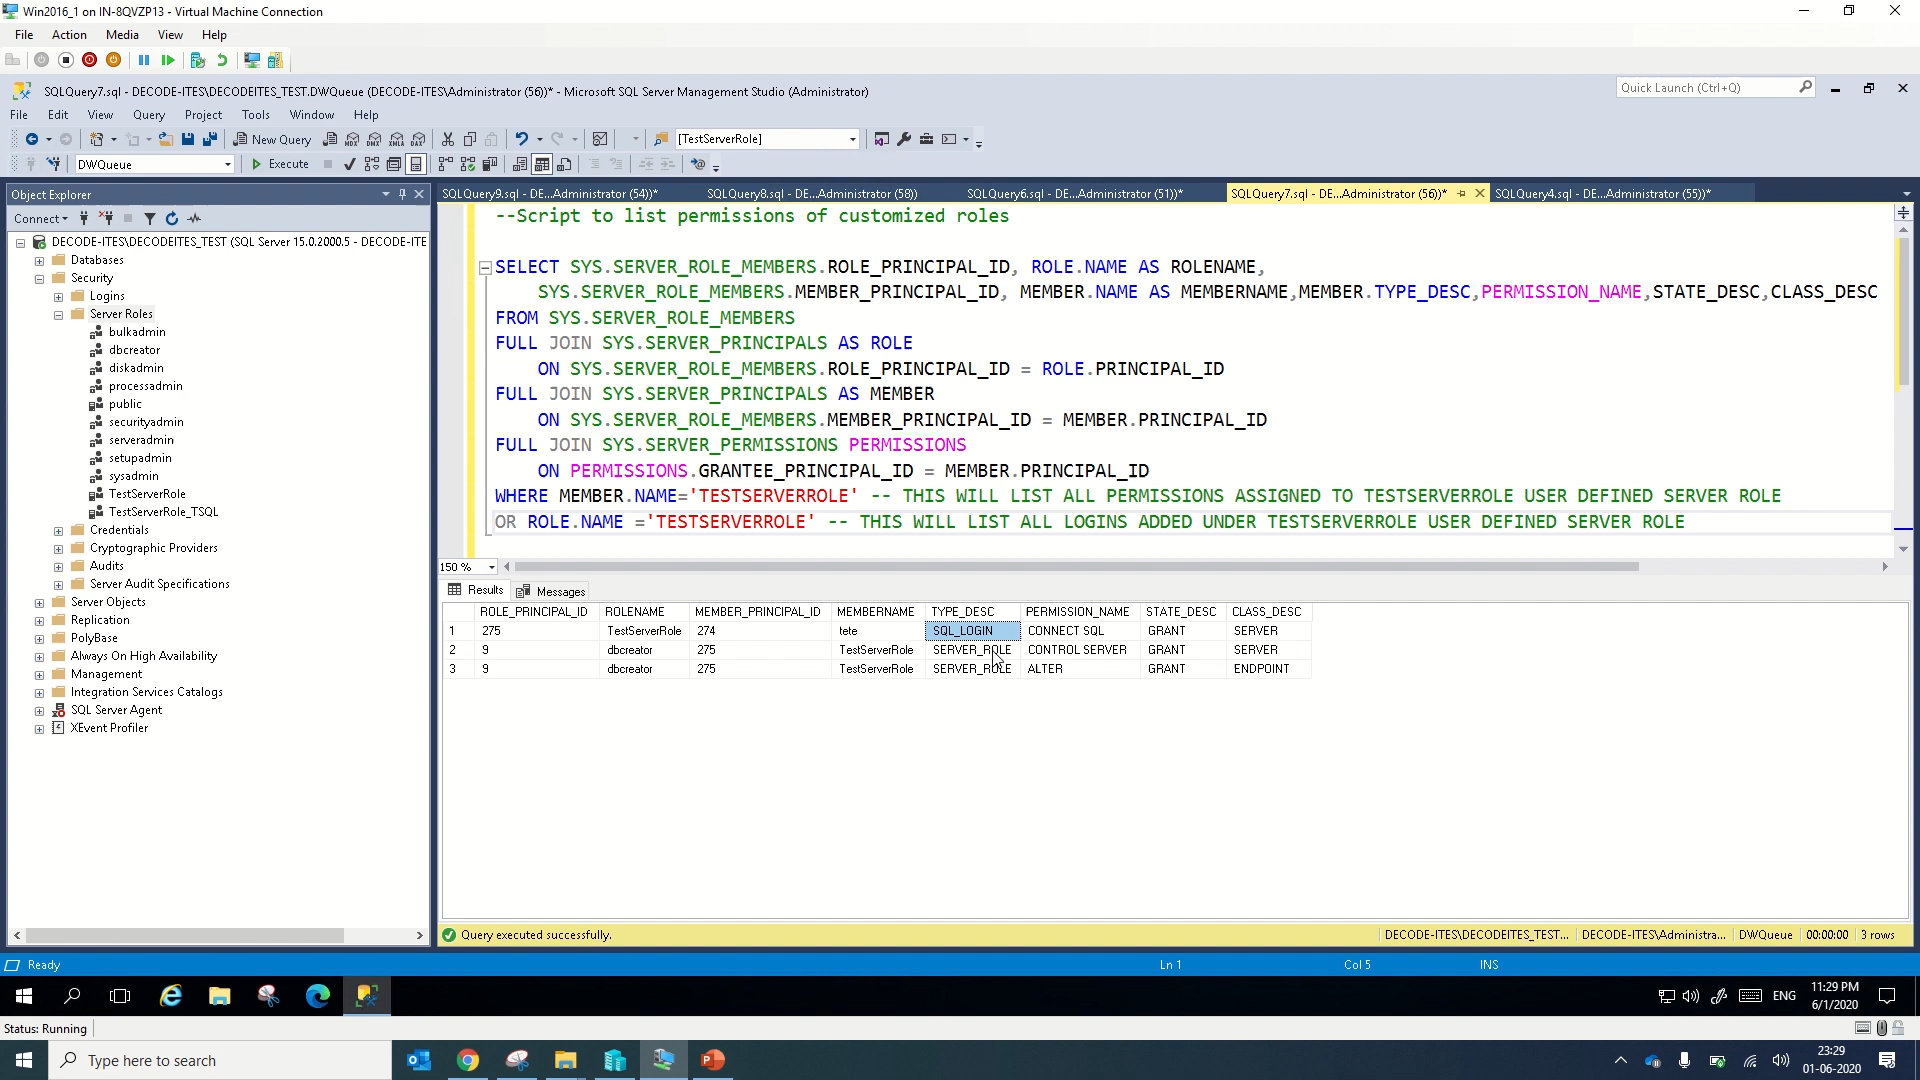 Win2016_1 on IN-8QVZP13 - Virtual Machine Connection
File Action Media View Help
SQLQuery7.sql - DECODE-ITES\DECODEITES_TEST.DWQueue (DECODE-ITES\Administrator (56))* - Microsoft SQL Server Management Studio (Administrator)
Quick Launch (Ctrl+Q)
File Edit View Query Project Tools Window Help
New Query
[TestServerRole]
DWQueue
Execute
Object Explorer
Connect
DECODE-ITES\DECODEITES_TEST (SQL Server 15.0.2000.5 - DECODE-ITE
Databases
Security
Logins
Server Roles
bulkadmin
dbcreator
diskadmin
processadmin
public
securityadmin
serveradmin
setupadmin
sysadmin
TestServerRole
TestServerRole_TSQL
Credentials
Cryptographic Providers
Audits
Server Audit Specifications
Server Objects
Replication
PolyBase
Always On High Availability
Management
Integration Services Catalogs
SQL Server Agent
XEvent Profiler
SQLQuery9.sql - DE...Administrator (54))* SQLQuery8.sql - DE...Administrator (58)) SQLQuery6.sql - DE...Administrator (51))* SQLQuery7.sql - DE...Administrator (56))* SQLQuery4.sql - DE...Administrator (55))*
--Script to list permissions of customized roles
SELECT SYS.SERVER_ROLE_MEMBERS.ROLE_PRINCIPAL_ID, ROLE.NAME AS ROLENAME,
SYS.SERVER_ROLE_MEMBERS.MEMBER_PRINCIPAL_ID, MEMBER.NAME AS MEMBERNAME,MEMBER.TYPE_DESC,PERMISSION_NAME,STATE_DESC,CLASS_DESC
FROM SYS.SERVER_ROLE_MEMBERS
FULL JOIN SYS.SERVER_PRINCIPALS AS ROLE
ON SYS.SERVER_ROLE_MEMBERS.ROLE_PRINCIPAL_ID = ROLE.PRINCIPAL_ID
FULL JOIN SYS.SERVER_PRINCIPALS AS MEMBER
ON SYS.SERVER_ROLE_MEMBERS.MEMBER_PRINCIPAL_ID = MEMBER.PRINCIPAL_ID
FULL JOIN SYS.SERVER_PERMISSIONS PERMISSIONS
ON PERMISSIONS.GRANTEE_PRINCIPAL_ID = MEMBER.PRINCIPAL_ID
WHERE MEMBER.NAME='TESTSERVERROLE' -- THIS WILL LIST ALL PERMISSIONS ASSIGNED TO TESTSERVERROLE USER DEFINED SERVER ROLE
OR ROLE.NAME ='TESTSERVERROLE' -- THIS WILL LIST ALL LOGINS ADDED UNDER TESTSERVERROLE USER DEFINED SERVER ROLE
150 %
Results Messages
ROLE_PRINCIPAL_ID ROLENAME MEMBER_PRINCIPAL_ID MEMBERNAME TYPE_DESC PERMISSION_NAME STATE_DESC CLASS_DESC
1 275 TestServerRole 274 tete SQL_LOGIN CONNECT SQL GRANT SERVER
2 9 dbcreator 275 TestServerRole SERVER_ROLE CONTROL SERVER GRANT SERVER
3 9 dbcreator 275 TestServerRole SERVER_ROLE ALTER GRANT ENDPOINT
Query executed successfully. DECODE-ITES\DECODEITES_TEST... DECODE-ITES\Administra... DWQueue 00:00:00 3 rows
Ready Ln 1 Col 5 INS
ENG 11:29 PM
6/1/2020
Status: Running
Type here to search
23:29
01-06-2020